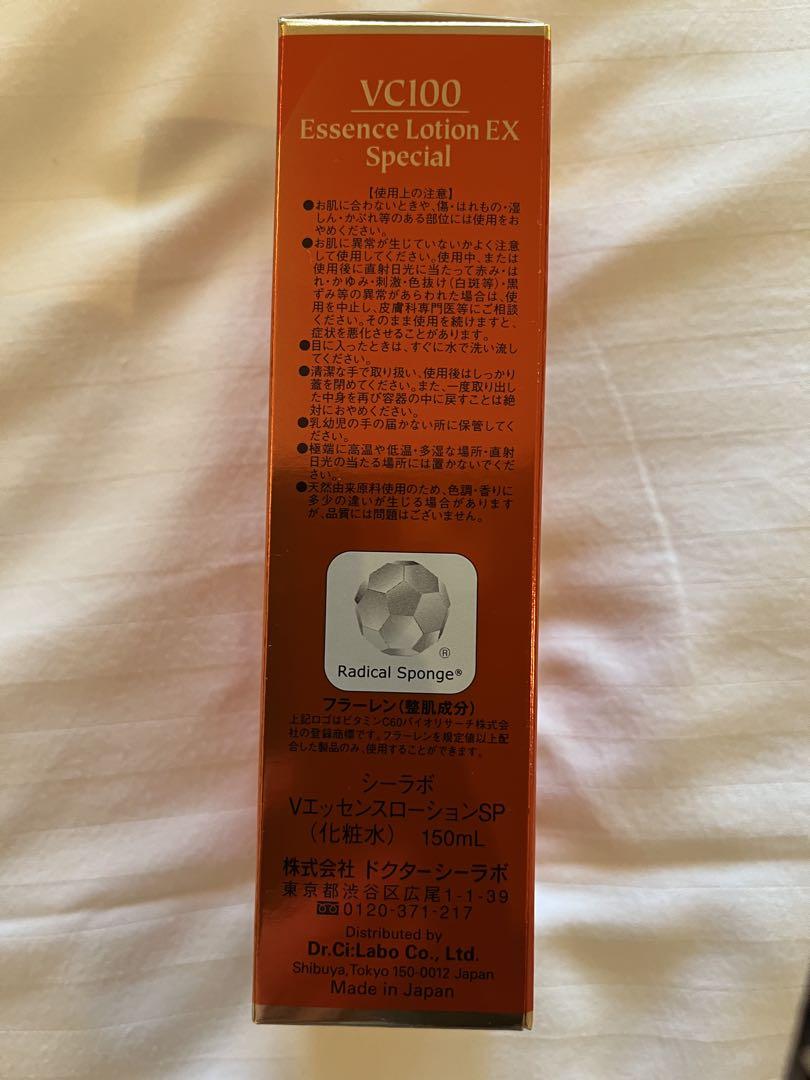 VC100
Essence Lotion EX
Special
【使用上の注意】
●お肌に合わないときや、傷・はれもの・湿
しん・かぶれ等のある部位には使用をお
やめください。
●お肌に異常が生じていないかよく注意
して使用してください。使用中、または
使用後に直射日光に当たって赤み・は
れ・かゆみ・刺激・色抜け(白斑等)・黒
ずみ等の異常があらわれた場合は、使
用を中止し、皮膚科専門医等にご相談
ください。そのまま使用を続けますと、
症状を悪化させることがあります。
●目に入ったときは、すぐに水で洗い流し
てください。
●清潔な手で取り扱い、使用後はしっかり
蓋を閉めてください。また、一度取り出し
た中身を再び容器の中に戻すことは絶
対におやめください。
●乳幼児の手の届かない所に保管してく
ださい。
●極端に高温や低温・多湿な場所・直射
日光の当たる場所には置かないでくだ
さい。
●天然由来原料使用のため、色調・香りに
多少の違いが生じる場合があります
が、品質には問題はございません。
®
Radical Sponge®
フラーレン(整肌成分)
上記ロゴはビタミンC60バイオリサーチ株式会
社の登録商標です。フラーレンを規定値以上配
合した製品のみ、使用することができます。
シーラボ
VエッセンスローションSP
(化粧水) 150mL
株式会社 ドクターシーラボ
東京都渋谷区広尾1-1-39
0120-371-217
Distributed by
Dr.Ci:Labo Co., Ltd.
Shibuya,Tokyo 150-0012 Japan
Made in Japan